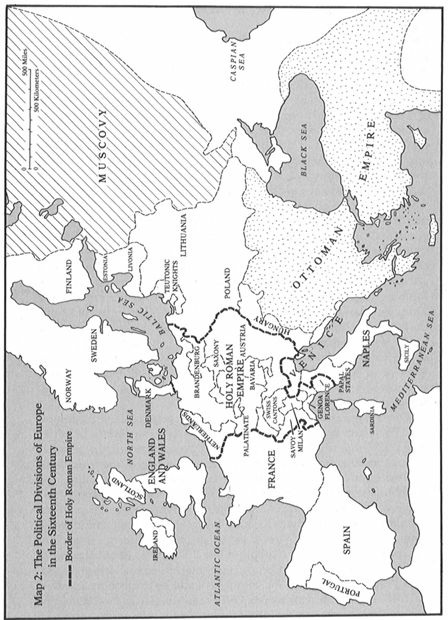 Map 2: The Political Divisions of Europe
in the Sixteenth Century
Border of Holy Roman Empire
0 500 Miles
0 500 Kilometers
NORWAY
FINLAND
SWEDEN
MUSCOVY
ESTONIA
SCOTLAND
NORTH SEA
LIVONIA
BALTIC SEA
IRELAND
ENGLAND
AND WALES
DENMARK
TEUTONIC
KNIGHTS
LITHUANIA
NETHERLANDS
BRANDENBURG
ATLANTIC OCEAN
SAXONY
HOLY ROMAN
EMPIRE
POLAND
CASPIAN
SEA
PALATINATE
AUSTRIA
BAVARIA
FRANCE
SWISS
CANTONS
HUNGARY
SAVOY
MILAN
VENICE
OTTOMAN
EMPIRE
BLACK SEA
GENOA
FLORENCE
PORTUGAL
SPAIN
PAPAL
STATES
SARDINIA
NAPLES
SICILY
MEDITERRANEAN SEA